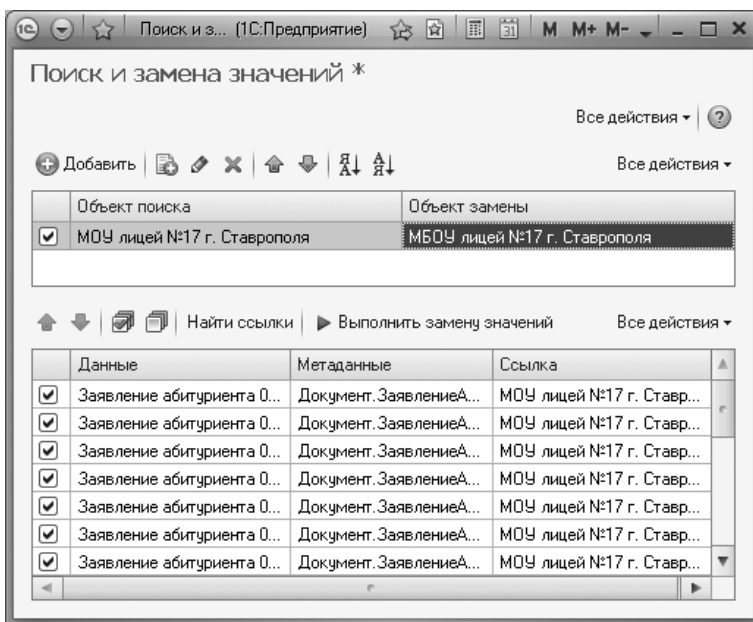 1С Поиск и з... (1С:Предприятие) 31 M M+ M-
Поиск и замена значений *
Все действия ?
Добавить Я А А Я Все действия
Объект поиска Объект замены
МОУ лицей №17 г. Ставрополя МБОУ лицей №17 г. Ставрополя
Найти ссылки Выполнить замену значений Все действия
Данные Метаданные Ссылка
Заявление абитуриента 0... Документ.ЗаявлениеА... МОУ лицей №17 г. Ставр...
Заявление абитуриента 0... Документ.ЗаявлениеА... МОУ лицей №17 г. Ставр...
Заявление абитуриента 0... Документ.ЗаявлениеА... МОУ лицей №17 г. Ставр...
Заявление абитуриента 0... Документ.ЗаявлениеА... МОУ лицей №17 г. Ставр...
Заявление абитуриента 0... Документ.ЗаявлениеА... МОУ лицей №17 г. Ставр...
Заявление абитуриента 0... Документ.ЗаявлениеА... МОУ лицей №17 г. Ставр...
Заявление абитуриента 0... Документ.ЗаявлениеА... МОУ лицей №17 г. Ставр...